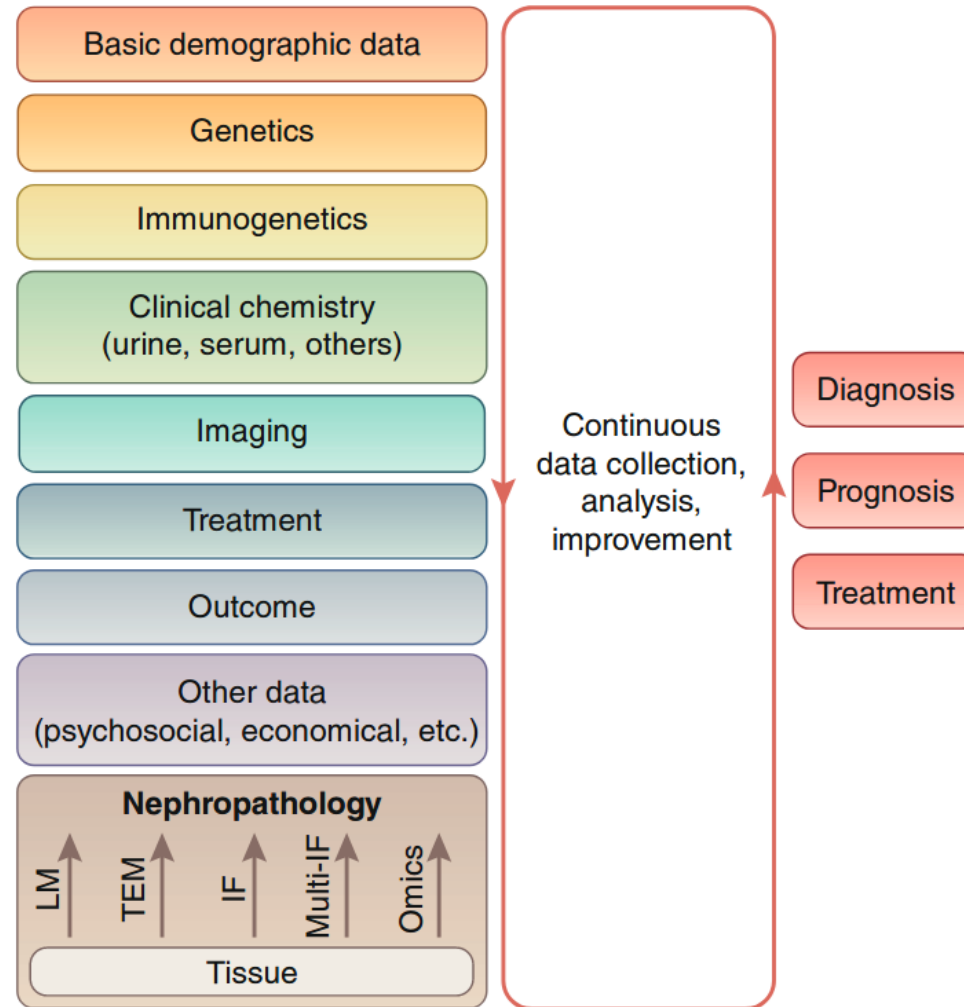 Basic demographic data
Genetics
Immunogenetics
Clinical chemistry
(urine, serum, others)
Imaging
Treatment
Outcome
Other data
(psychosocial, economical, etc.)
Nephropathology
LM
TEM
IF
Multi-IF
Omics
Tissue
Continuous
data collection,
analysis,
improvement
Diagnosis
Prognosis
Treatment